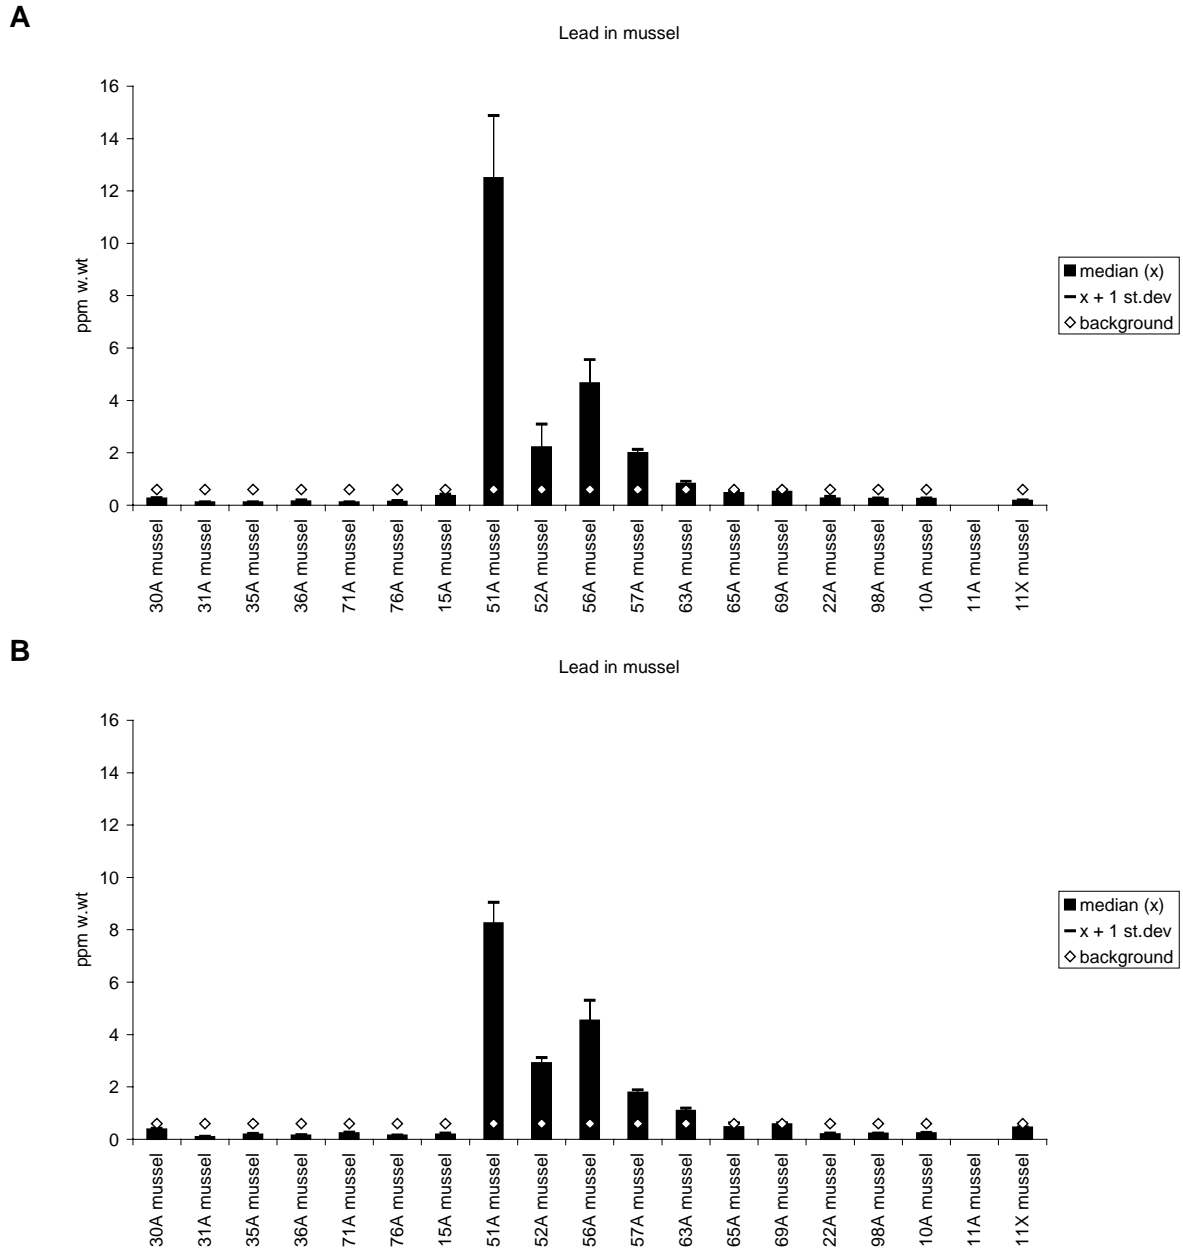 A
Lead in mussel
16
14
12
10
8
6
4
2
0
ppm w.wt
30A mussel
31A mussel
35A mussel
36A mussel
71A mussel
76A mussel
15A mussel
51A mussel
52A mussel
56A mussel
57A mussel
63A mussel
65A mussel
69A mussel
22A mussel
98A mussel
10A mussel
11A mussel
11X mussel
median (x)
x + 1 st.dev
background
B
Lead in mussel
16
14
12
10
8
6
4
2
0
ppm w.wt
30A mussel
31A mussel
35A mussel
36A mussel
71A mussel
76A mussel
15A mussel
51A mussel
52A mussel
56A mussel
57A mussel
63A mussel
65A mussel
69A mussel
22A mussel
98A mussel
10A mussel
11A mussel
11X mussel
median (x)
x + 1 st.dev
background